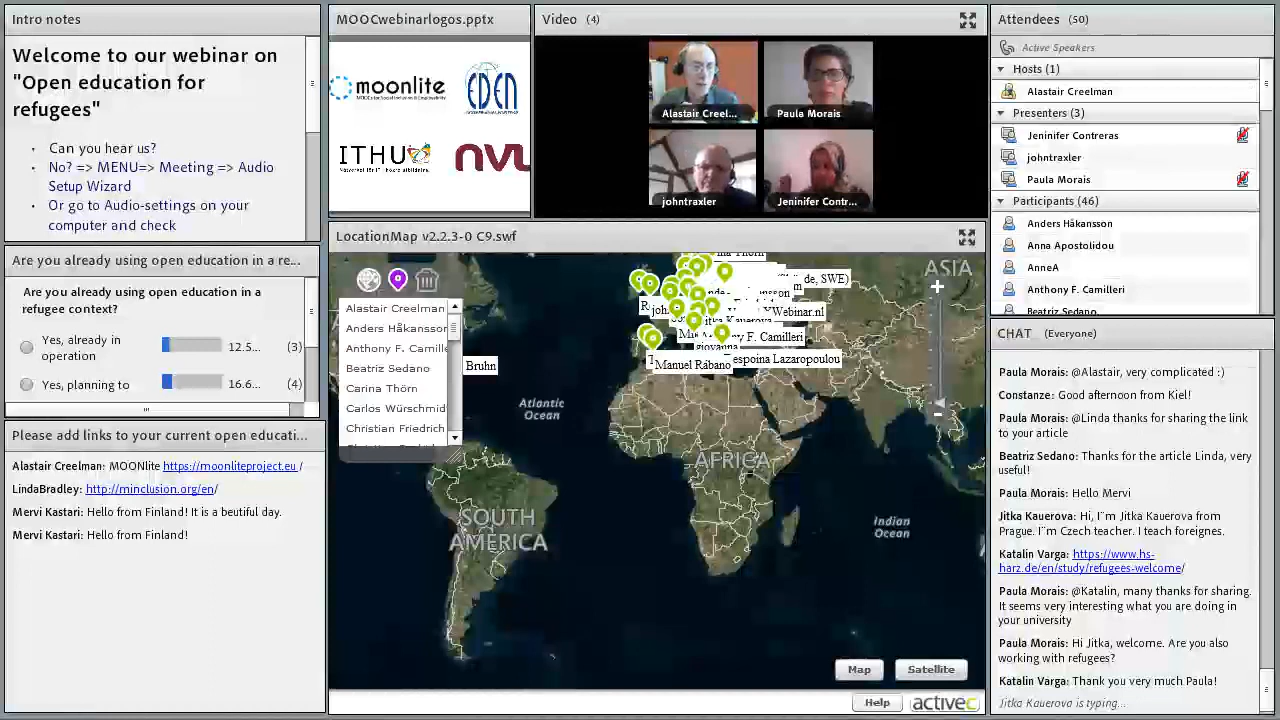 Intro notes
Welcome to our webinar on
"Open education for
refugees"
Can you hear us?
No? => MENU=> Meeting => Audio
Setup Wizard
Or go to Audio-settings on your
computer and check
Are you already using open education in a re...
Are you already using open education in a
refugee context?
Yes, already in
operation
12.5... (3)
Yes, planning to
16.6... (4)
Please add links to your current open educati...
Alastair Creelman: MOONlite https://moonliteproject.eu /
LindaBradley: http://minclusion.org/en/
Mervi Kastari: Hello from Finland! It is a beutiful day.
Mervi Kastari: Hello from Finland!
MOOCwebinarlogos.pptx
moonlite
EDEN
ITHU
nvl
Video (4)
Alastair Creel...
Paula Morais
johntraxler
Jeninifer Contr...
LocationMap v2.2.3-0 C9.swf
Alastair Creelman
Anders Håkansson
Anthony F. Camille
Beatriz Sedano
Carina Thörn
Carlos Würschmid
Christian Friedrich
Bruhn
de, SWE)
XWebinar.nl
Jitka Kauerova
ny F. Camilleri
giovanna
Manuel Rábano
espoina Lazaropoulou
ASIA
Atlantic
Ocean
AFRICA
SOUTH
AMERICA
Indian
Ocean
Map
Satellite
Help
activec
Attendees (50)
Active Speakers
Hosts (1)
Alastair Creelman
Presenters (3)
Jeninifer Contreras
johntraxler
Paula Morais
Participants (46)
Anders Håkansson
Anna Apostolidou
AnneA
Anthony F. Camilleri
Beatriz Sedano
CHAT (Everyone)
Paula Morais: @Alastair, very complicated :)
Constanze: Good afternoon from Kiel!
Paula Morais: @Linda thanks for sharing the link
to your article
Beatriz Sedano: Thanks for the article Linda, very
useful!
Paula Morais: Hello Mervi
Jitka Kauerova: Hi, I¨m Jitka Kauerova from
Prague. I¨m Czech teacher. I teach foreignes.
Katalin Varga: https://www.hs-
harz.de/en/study/refugees-welcome/
Paula Morais: @Katalin, many thanks for sharing.
It seems very interesting what you are doing in
your university
Paula Morais: Hi Jitka, welcome. Are you also
working with refugees?
Katalin Varga: Thank you very much Paula!
Jitka Kauerova is typing...